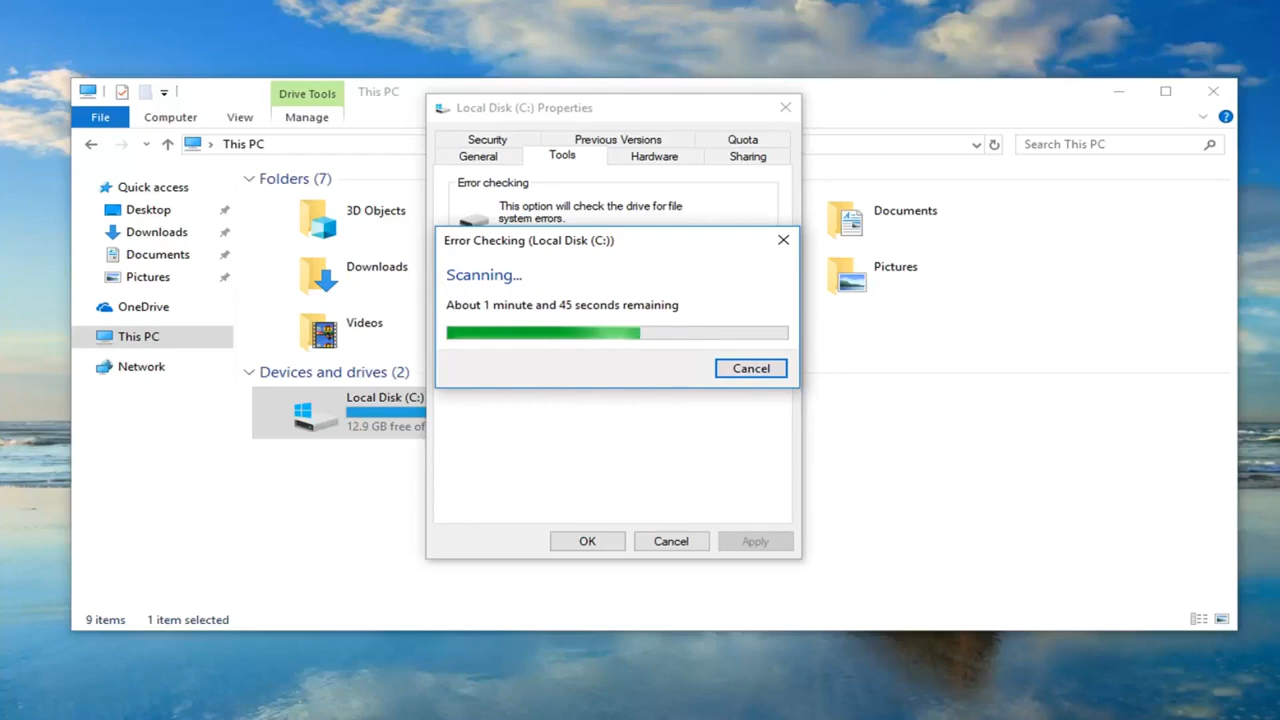 Drive Tools
This PC
File
Computer
View
Manage
This PC
Search This PC
Quick access
Desktop
Downloads
Documents
Pictures
OneDrive
This PC
Network
Folders (7)
3D Objects
Downloads
Videos
Documents
Pictures
Devices and drives (2)
Local Disk (C:)
12.9 GB free of
9 items
1 item selected
Local Disk (C:) Properties
Security
Previous Versions
Quota
General
Tools
Hardware
Sharing
Error checking
This option will check the drive for file
system errors.
Error Checking (Local Disk (C:))
Scanning...
About 1 minute and 45 seconds remaining
Cancel
OK
Cancel
Apply